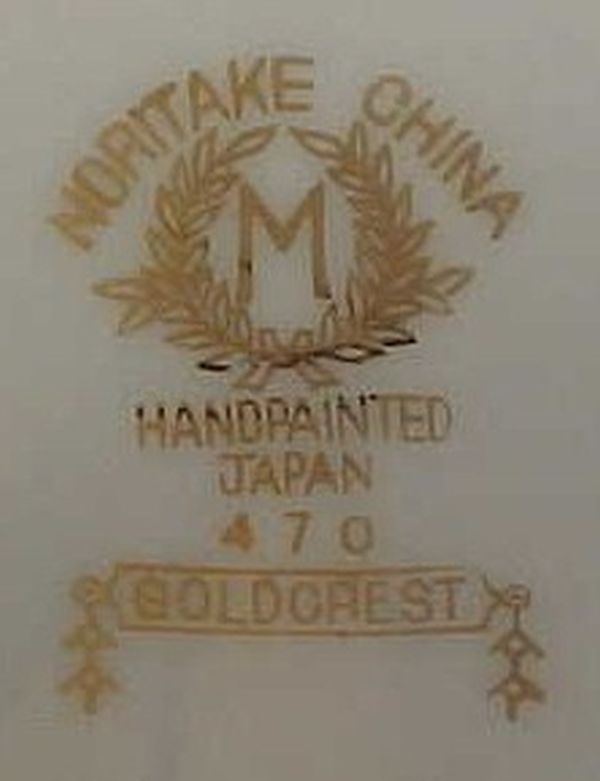 NORITAKE CHINA
M
HANDPAINTED
JAPAN
470
GOLDCREST